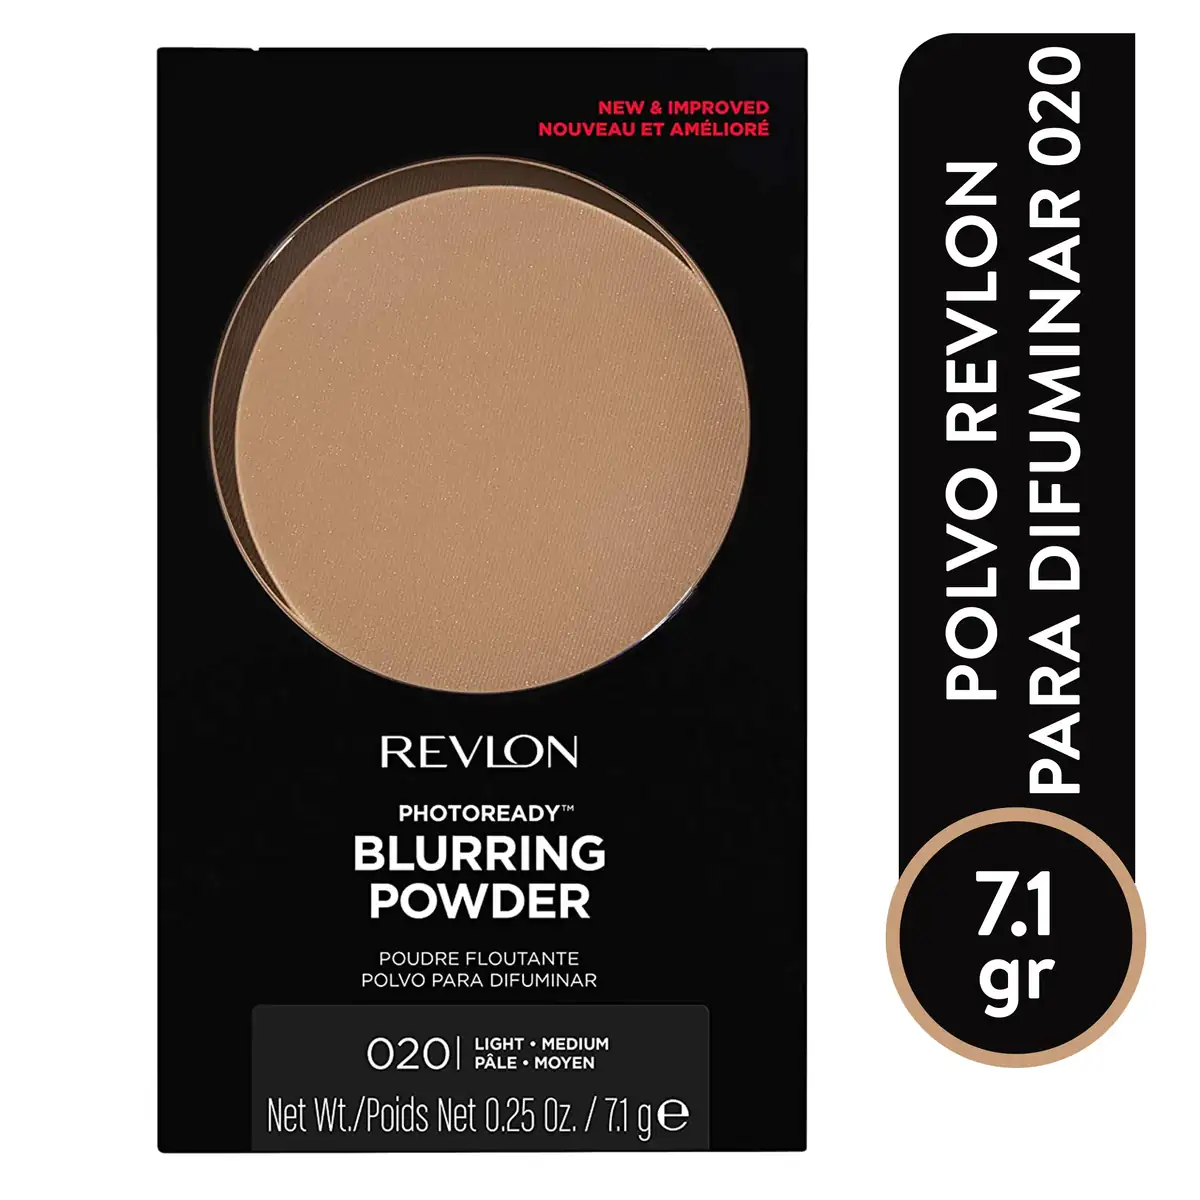 NEW & IMPROVED
NOUVEAU ET AMÉLIORÉ
REVLON
PHOTOREADY™
BLURRING
POWDER
POUDRE FLOUTANTE
POLVO PARA DIFUMINAR
020 | LIGHT • MEDIUM
PÂLE • MOYEN
Net Wt./Poids Net 0.25 Oz. / 7.1 g ℮
POLVO REVLON
PARA DIFUMINAR 020
7.1
gr